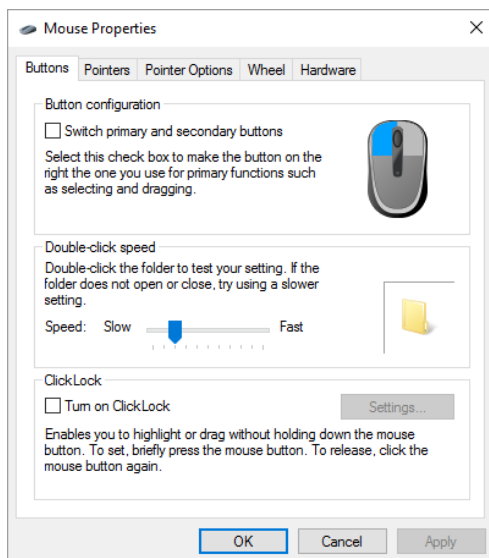 Mouse Properties
Buttons Pointers Pointer Options Wheel Hardware
Button configuration
Switch primary and secondary buttons
Select this check box to make the button on the
right the one you use for primary functions such
as selecting and dragging.
Double-click speed
Double-click the folder to test your setting. If the
folder does not open or close, try using a slower
setting.
Speed: Slow Fast
ClickLock
Turn on ClickLock Settings...
Enables you to highlight or drag without holding down the mouse
button. To set, briefly press the mouse button. To release, click the
mouse button again.
OK Cancel Apply